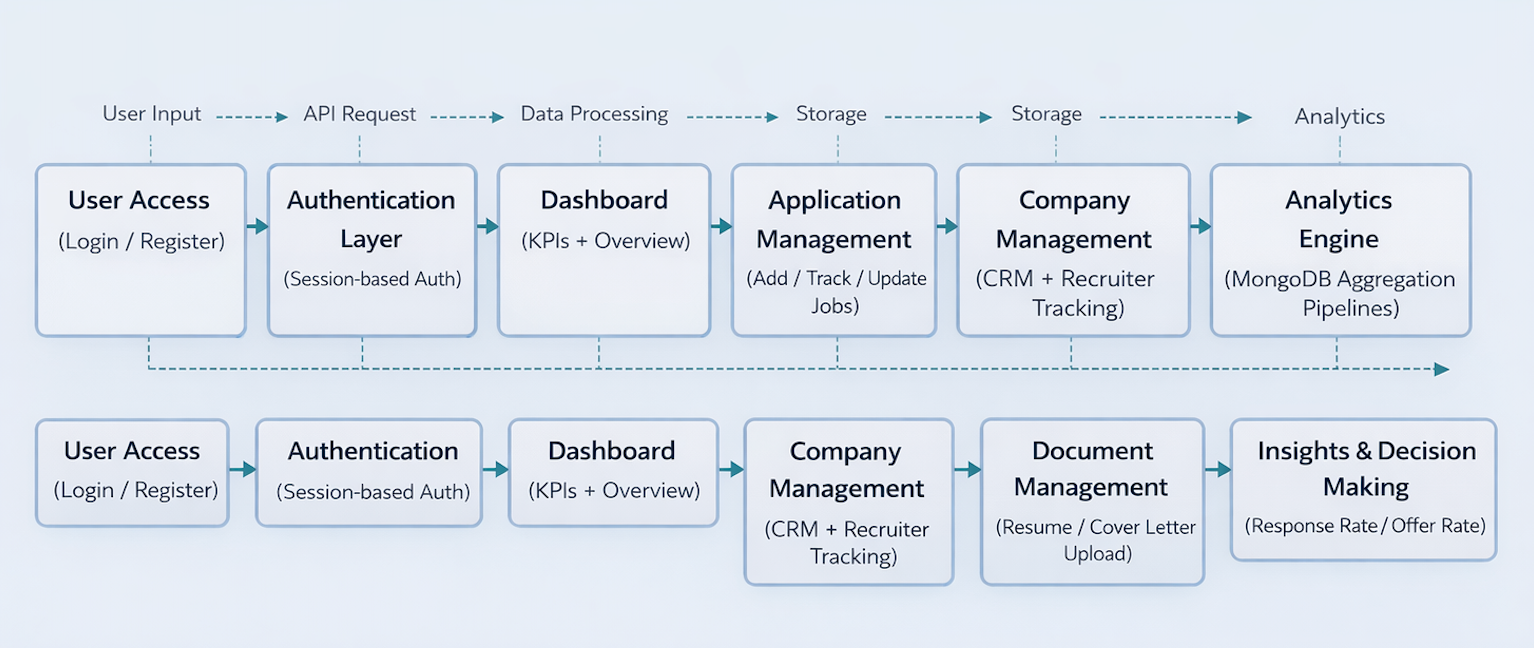 User Input
API Request
Data Processing
Storage
Storage
Analytics
User Access
(Login / Register)
Authentication
Layer
(Session-based Auth)
Dashboard
(KPIs + Overview)
Application
Management
(Add / Track / Update
Jobs)
Company
Management
(CRM + Recruiter
Tracking)
Analytics
Engine
(MongoDB Aggregation
Pipelines)
User Access
(Login / Register)
Authentication
(Session-based Auth)
Dashboard
(KPIs + Overview)
Company
Management
(CRM + Recruiter
Tracking)
Document
Management
(Resume / Cover Letter
Upload)
Insights & Decision
Making
(Response Rate / Offer Rate)